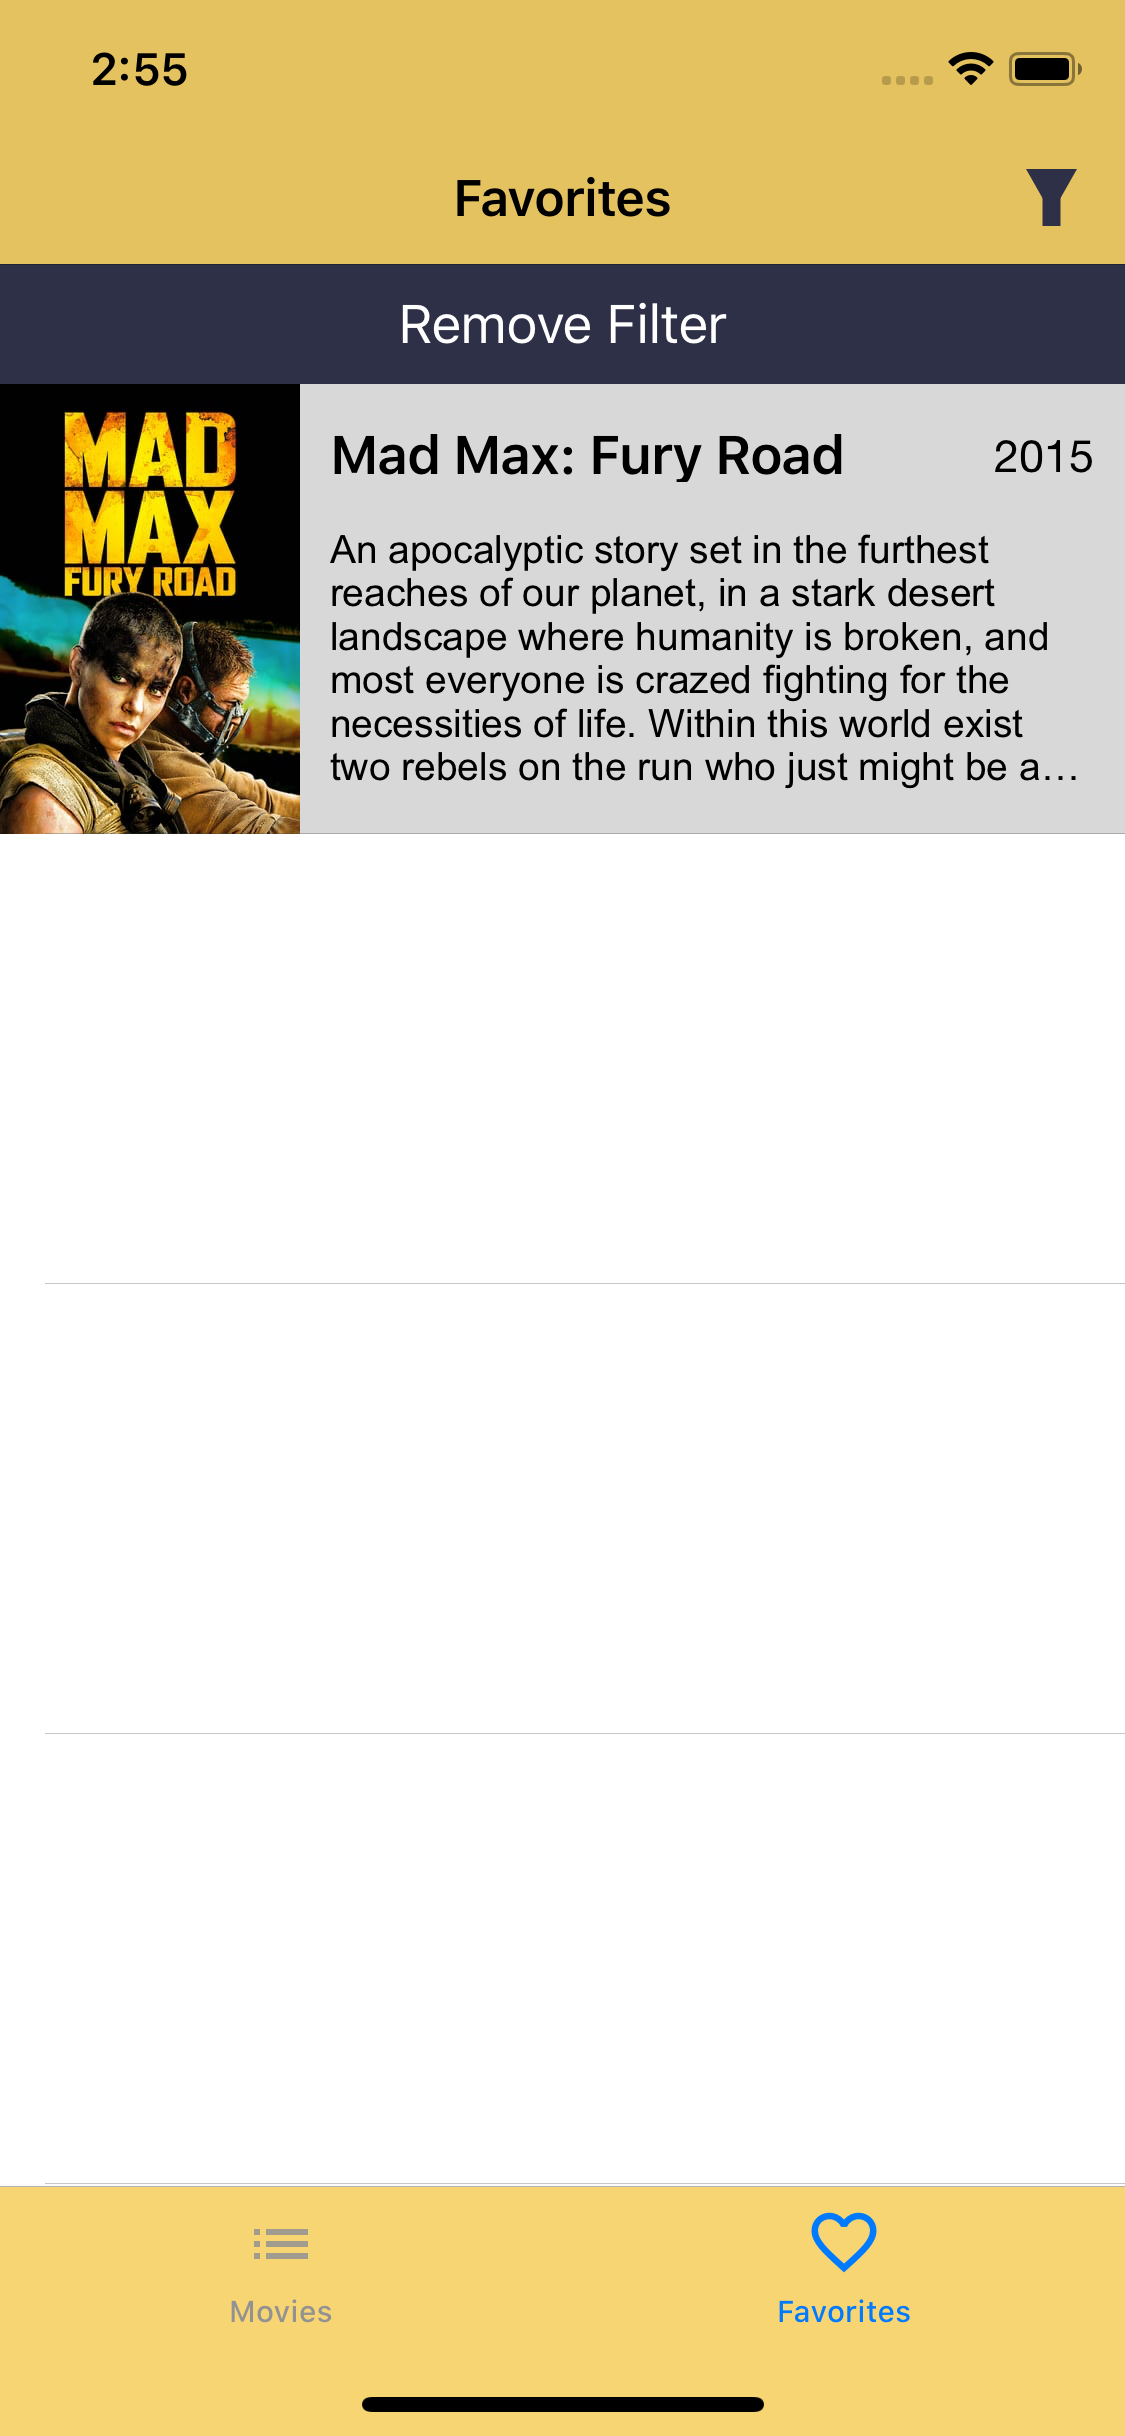 2:55
Favorites
Remove Filter
MAD
MAX
FURY ROAD
Mad Max: Fury Road 2015
An apocalyptic story set in the furthest
reaches of our planet, in a stark desert
landscape where humanity is broken, and
most everyone is crazed fighting for the
necessities of life. Within this world exist
two rebels on the run who just might be a…
Movies Favorites